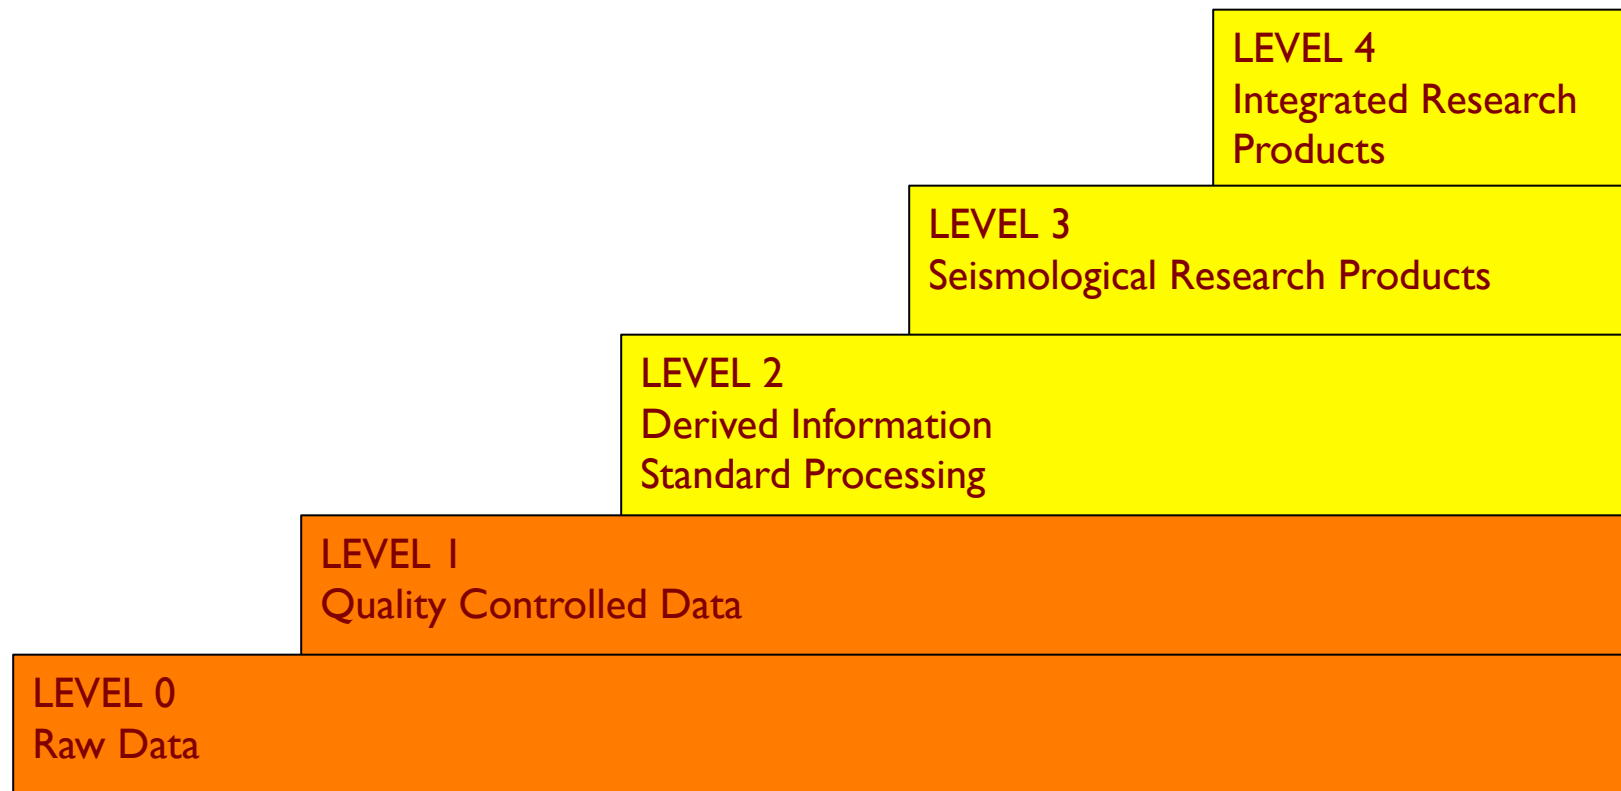 LEVEL 4
Integrated Research
Products
LEVEL 3
Seismological Research Products
LEVEL 2
Derived Information
Standard Processing
LEVEL 1
Quality Controlled Data
LEVEL 0
Raw Data